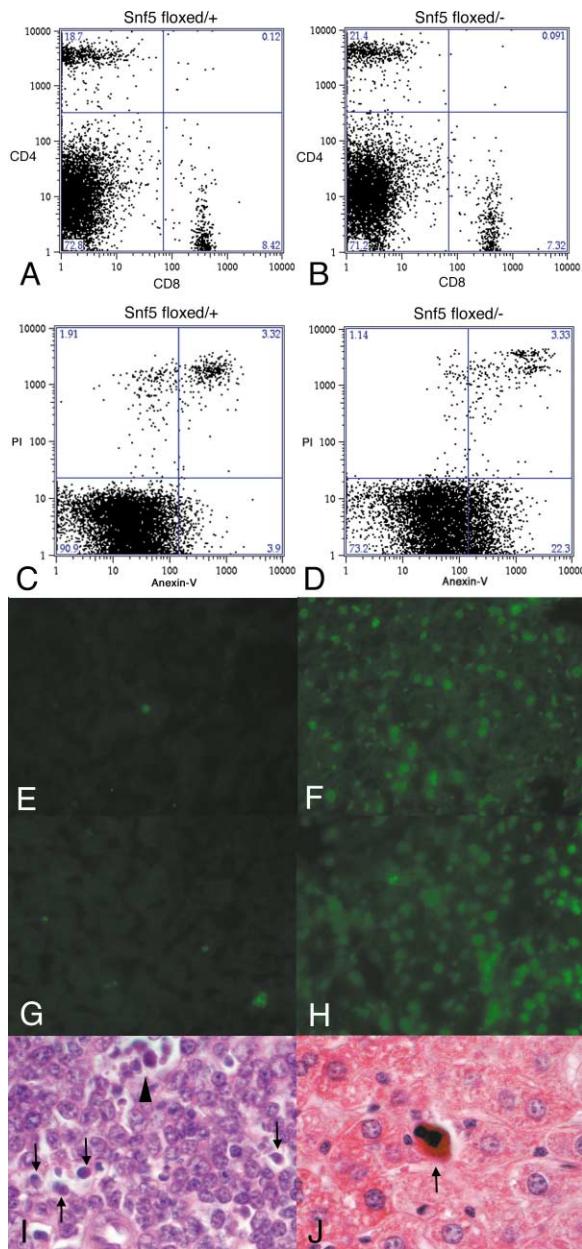 Snf5 floxed/+
Snf5 floxed/-
10000
18.7
0.12
1000
100
CD4
10
1
72.8
8.42
1
10
100
1000
10000
CD8
A
10000
21.4
0.091
1000
100
CD4
10
1
71.2
7.32
1
10
100
1000
10000
CD8
B
Snf5 floxed/+
Snf5 floxed/-
10000
1.91
3.32
1000
PI
100
10
1
90.9
3.9
1
10
100
1000
10000
Anexin-V
C
10000
1.14
3.33
1000
PI
100
10
1
73.2
22.3
1
10
100
1000
10000
Anexin-V
D
E
F
G
H
I
J